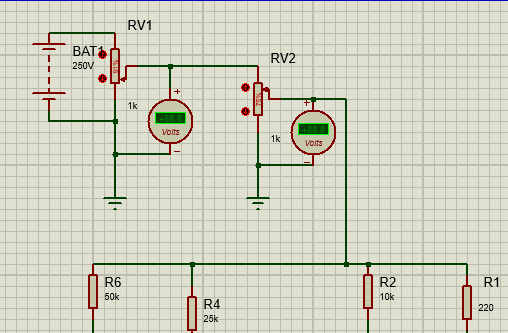 RV1
BAT1
250V
RV2
1k
+
Volts
−
1k
+
Volts
−
R6
50k
R4
25k
R2
10k
R1
220